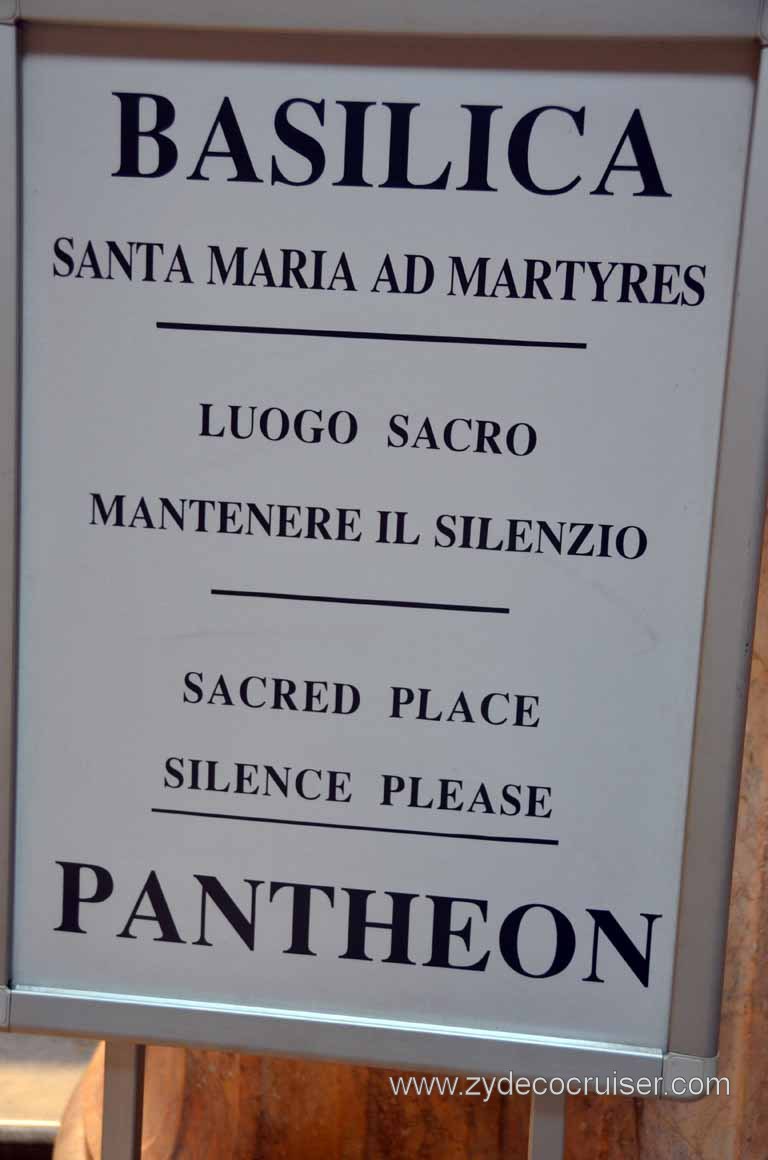 BASILICA
SANTA MARIA AD MARTYRES
LUOGO SACRO
MANTENERE IL SILENZIO
SACRED PLACE
SILENCE PLEASE
PANTHEON
www.zydecocruiser.com